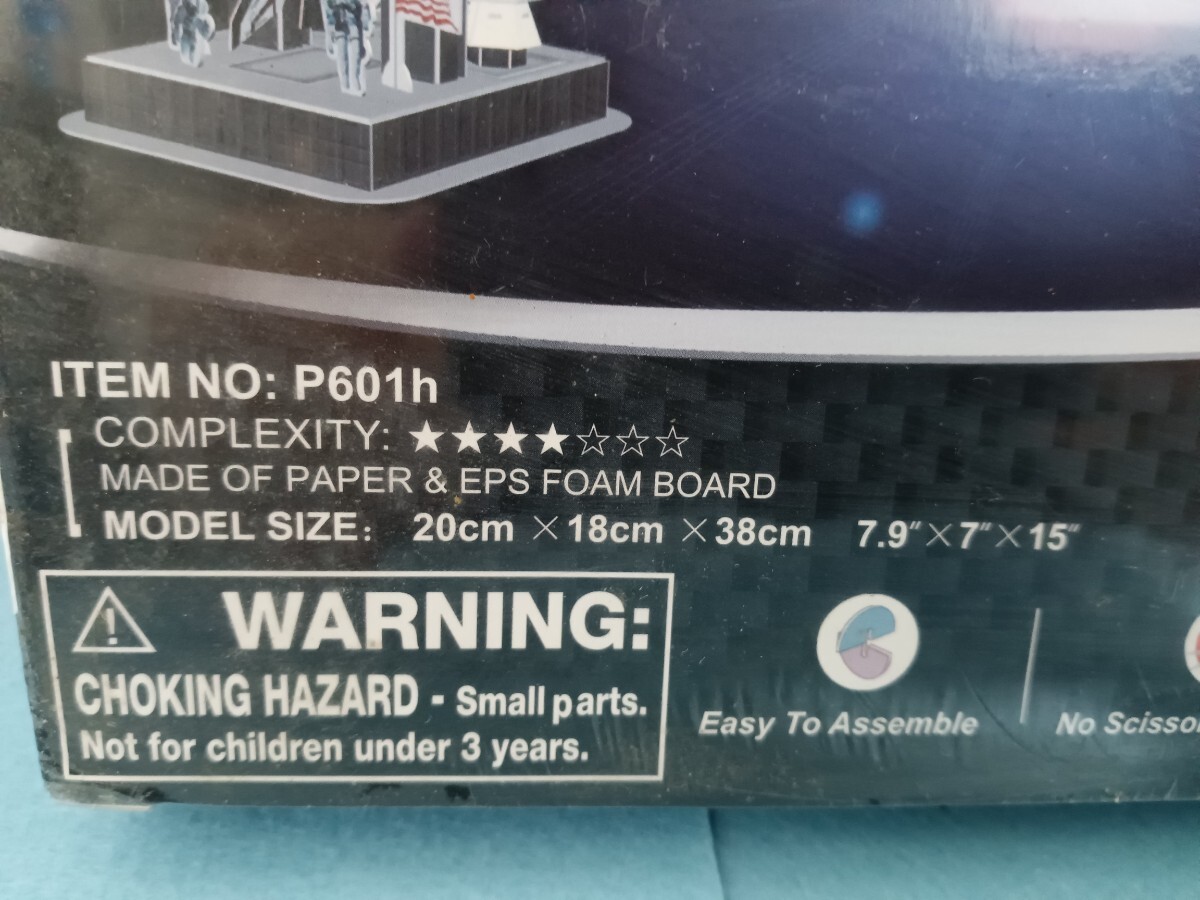 ITEM NO: P601h
COMPLEXITY: ★★★★☆☆☆
MADE OF PAPER & EPS FOAM BOARD
MODEL SIZE: 20cm ×18cm ×38cm 7.9″×7″×15″
WARNING:
CHOKING HAZARD - Small parts.
Not for children under 3 years.
Easy To Assemble
No